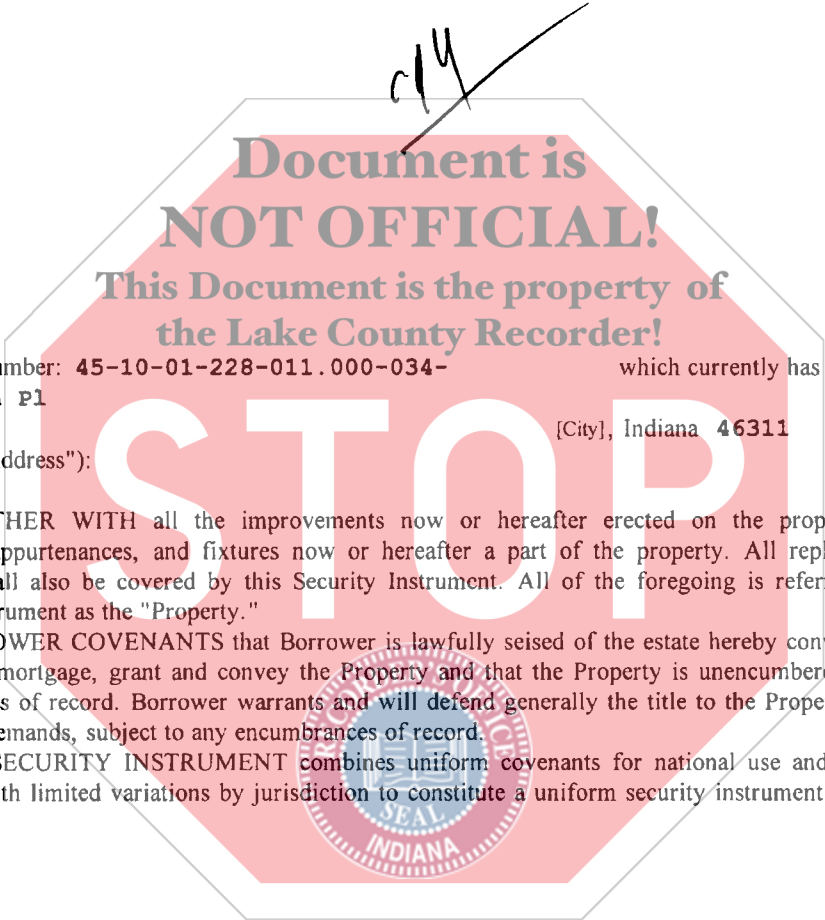 Document is
NOT OFFICIAL!
This Document is the property of
the Lake County Recorder!
mber: 45-10-01-228-011.000-034- which currently has
Pl
[City], Indiana 46311
ddress"):
STOP
THER WITH all the improvements now or hereafter erected on the prop
ppurtenances, and fixtures now or hereafter a part of the property. All repl
all also be covered by this Security Instrument. All of the foregoing is refer
rument as the "Property."
OWER COVENANTS that Borrower is lawfully seised of the estate hereby conv
mortgage, grant and convey the Property and that the Property is unencumbere
s of record. Borrower warrants and will defend generally the title to the Prope
emands, subject to any encumbrances of record.
SECURITY INSTRUMENT combines uniform covenants for national use and
th limited variations by jurisdiction to constitute a uniform security instrument
RECORDER'S OFFICE
SEAL
INDIANA